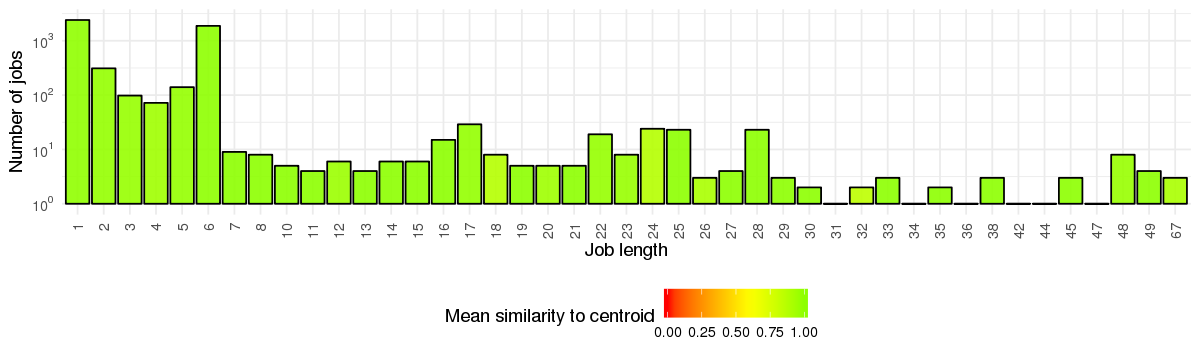 Number of jobs
10³
10²
10¹
10⁰
1 2 3 4 5 6 7 8 10 11 12 13 14 15 16 17 18 19 20 21 22 23 24 25 26 27 28 29 30 31 32 33 34 35 36 38 42 44 45 47 48 49 67
Job length
Mean similarity to centroid
0.00 0.25 0.50 0.75 1.00